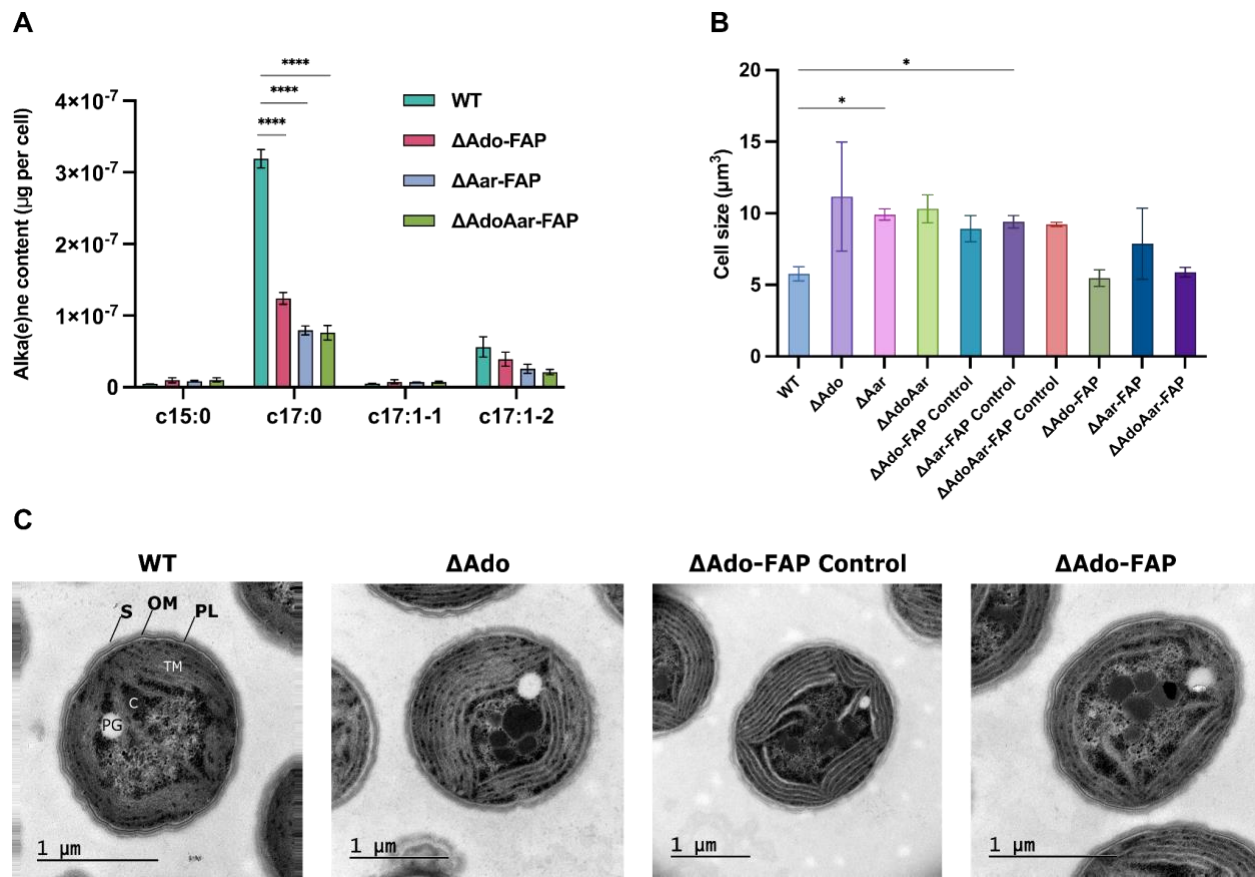 A
Alka(e)ne content (μg per cell)
4×10-7
3×10-7
2×10-7
1×10-7
0
****
****
****
WT
ΔAdo-FAP
ΔAar-FAP
ΔAdoAar-FAP
c15:0
c17:0
c17:1-1
c17:1-2
B
Cell size (μm3)
20
15
10
5
0
*
*
WT
ΔAdo
ΔAar
ΔAdoAar
ΔAdo-FAP Control
ΔAar-FAP Control
ΔAdoAar-FAP Control
ΔAdo-FAP
ΔAar-FAP
ΔAdoAar-FAP
C
WT
S
OM
PL
TM
C
PG
1 μm
ΔAdo
1 μm
ΔAdo-FAP Control
1 μm
ΔAdo-FAP
1 μm